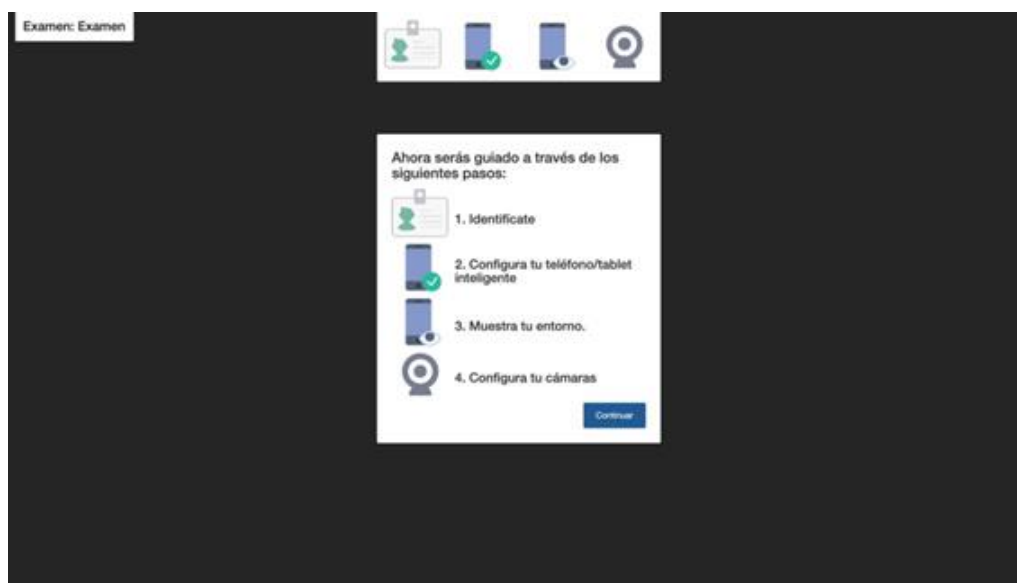 Examen: Examen
Ahora serás guiado a través de los
siguientes pasos:
1. Identifícate
2. Configura tu teléfono/tablet
inteligente
3. Muestra tu entorno.
4. Configura tu cámaras
Continuar